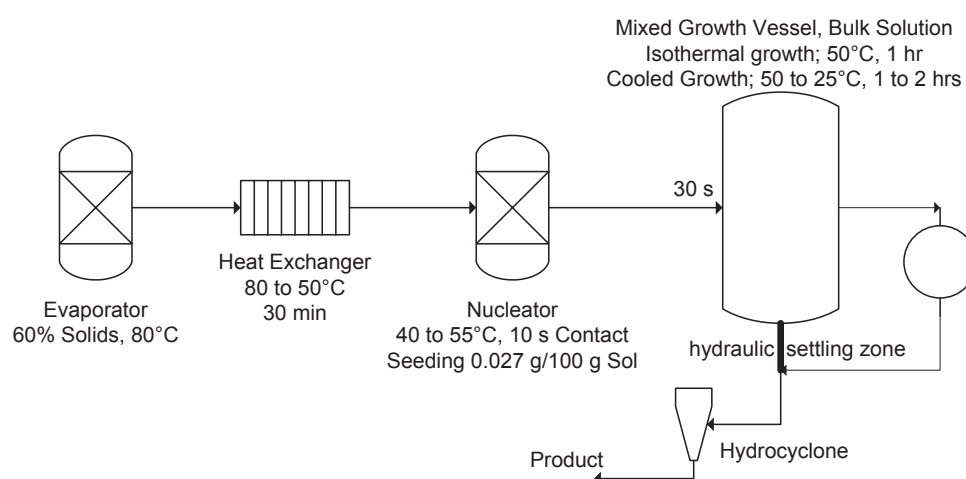 Mixed Growth Vessel, Bulk Solution
Isothermal growth; 50°C, 1 hr
Cooled Growth; 50 to 25°C, 1 to 2 hrs
30 s
Heat Exchanger
80 to 50°C
30 min
Evaporator
60% Solids, 80°C
Nucleator
40 to 55°C, 10 s Contact
Seeding 0.027 g/100 g Sol
hydraulic settling zone
Hydrocyclone
Product